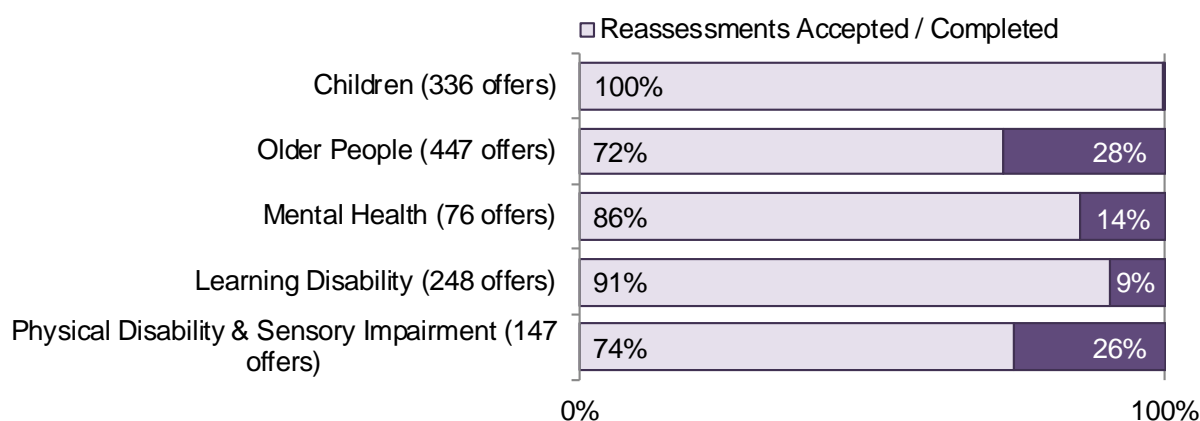 Reassessments Accepted / Completed
Children (336 offers)
100%
Older People (447 offers)
72%
28%
Mental Health (76 offers)
86%
14%
Learning Disability (248 offers)
91%
9%
Physical Disability & Sensory Impairment (147
offers)
74%
26%
0%
100%